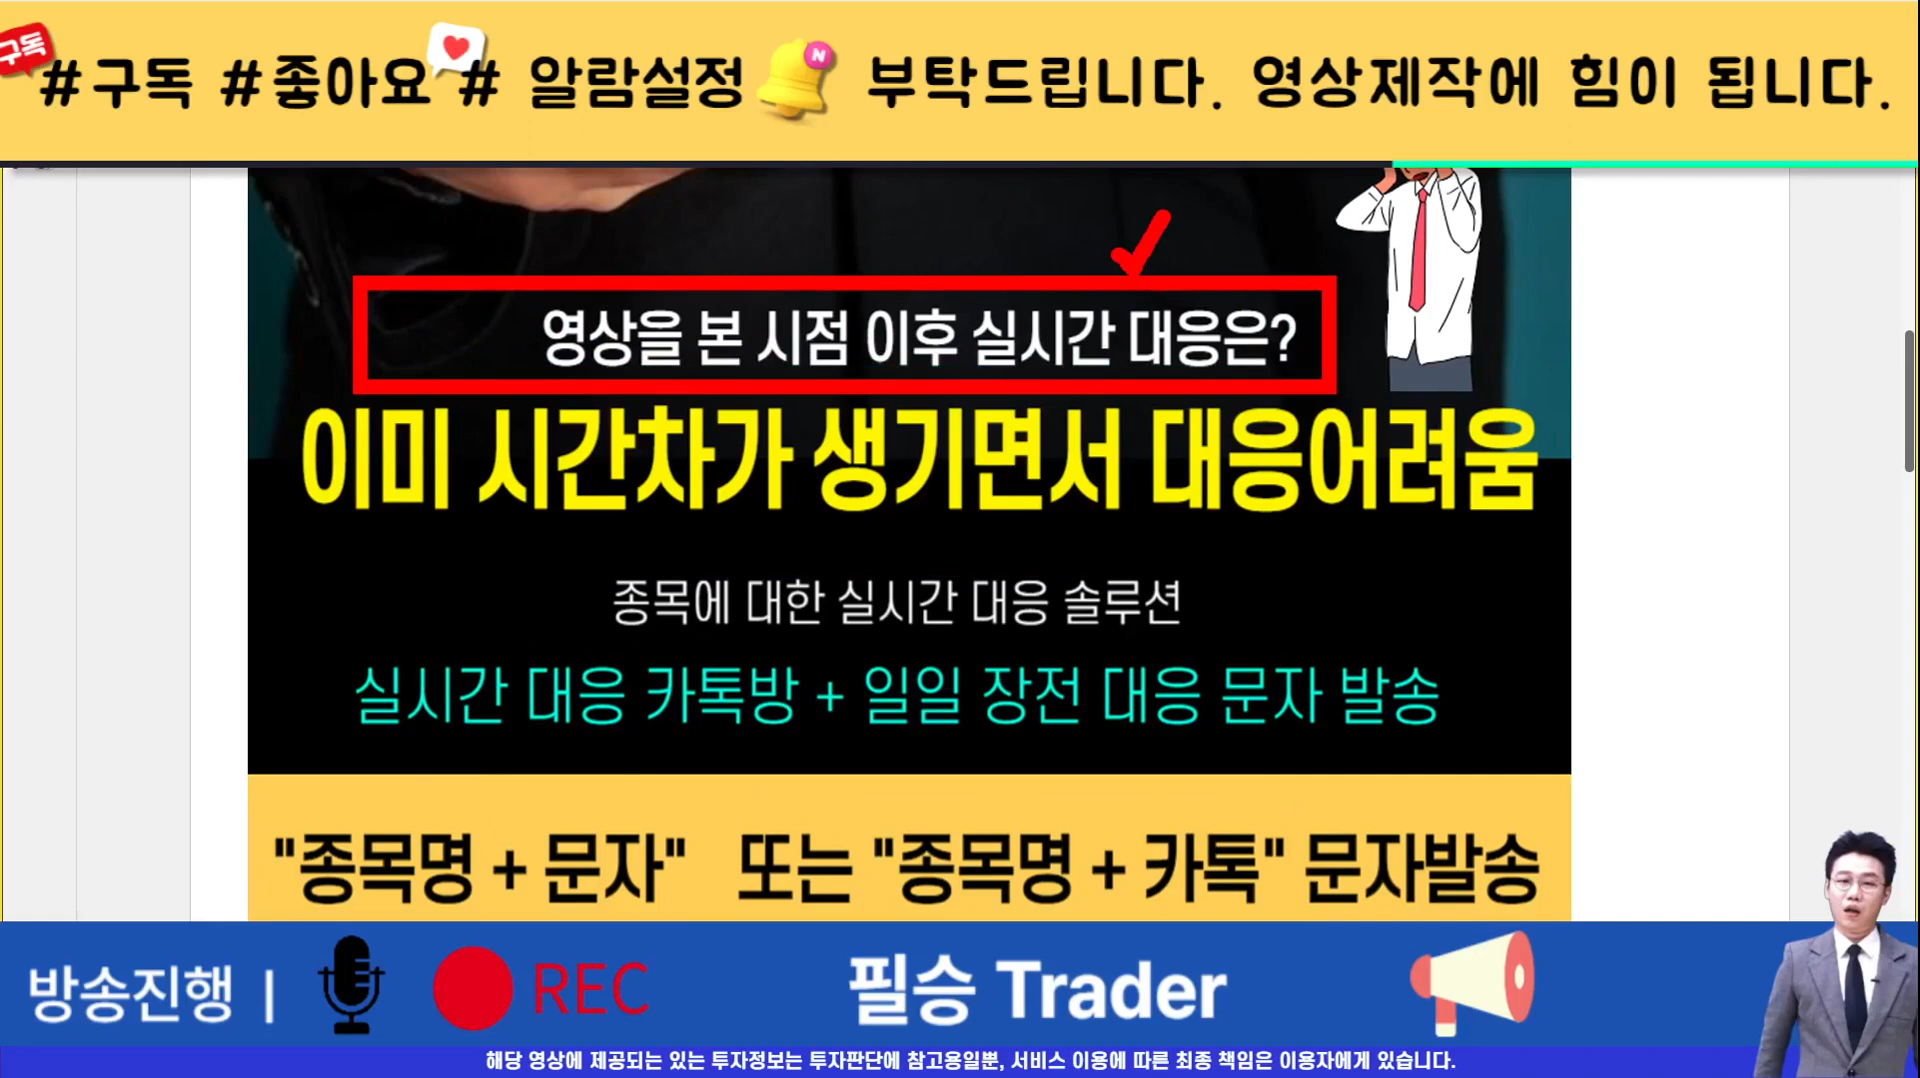 구독
#구독 #좋아요 # 알람설정 N 부탁드립니다. 영상제작에 힘이 됩니다.
영상을 본 시점 이후 실시간 대응은?
이미 시간차가 생기면서 대응어려움
종목에 대한 실시간 대응 솔루션
실시간 대응 카톡방 + 일일 장전 대응 문자 발송
"종목명 + 문자" 또는 "종목명 + 카톡" 문자발송
방송진행 | REC 필승 Trader
해당 영상에 제공되는 있는 투자정보는 투자판단에 참고용일뿐, 서비스 이용에 따른 최종 책임은 이용자에게 있습니다.